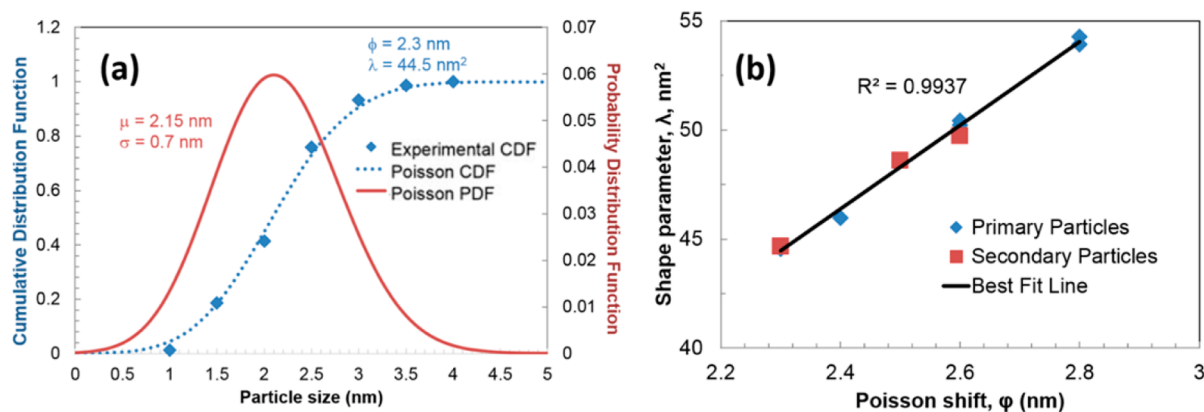 (a)
Cumulative Distribution Function
1.2
1
0.8
0.6
0.4
0.2
0
0.07
0.06
0.05
0.04
0.03
0.02
0.01
0
Probability Distribution Function
ϕ = 2.3 nm
λ = 44.5 nm²
μ = 2.15 nm
σ = 0.7 nm
Experimental CDF
Poisson CDF
Poisson PDF
0 0.5 1 1.5 2 2.5 3 3.5 4 4.5 5
Particle size (nm)
(b)
Shape parameter, λ, nm²
55
50
45
40
R² = 0.9937
Primary Particles
Secondary Particles
Best Fit Line
2.2 2.4 2.6 2.8 3
Poisson shift, φ (nm)